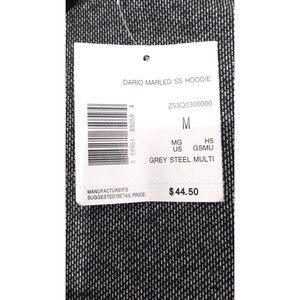 DARIO MARLED SS HOODIE
Z53Q0300000
M
MG H5
US GSMU
GREY STEEL MULTI
MANUFACTURER'S
SUGGESTED RETAIL PRICE:
$44.50